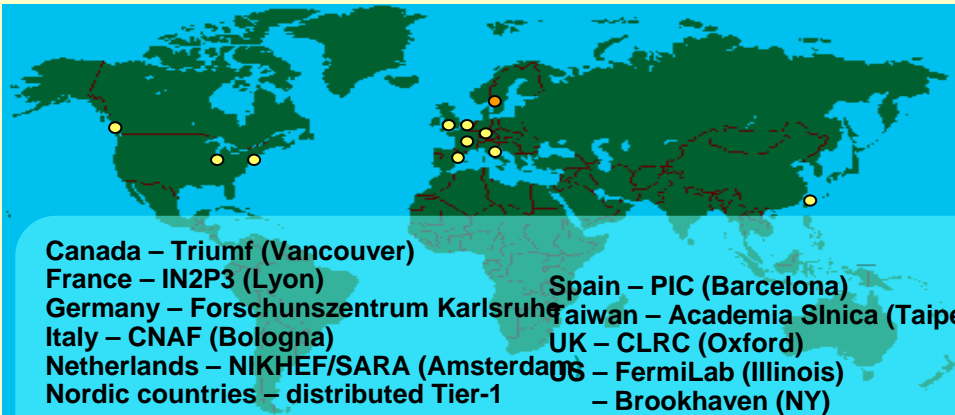 Canada – Triumf (Vancouver)
France – IN2P3 (Lyon)
Germany – Forschunszentrum Karlsruhe
Italy – CNAF (Bologna)
Netherlands – NIKHEF/SARA (Amsterdam)
Nordic countries – distributed Tier-1
Spain – PIC (Barcelona)
Taiwan – Academia SInica (Taipe
UK – CLRC (Oxford)
US – FermiLab (Illinois)
– Brookhaven (NY)